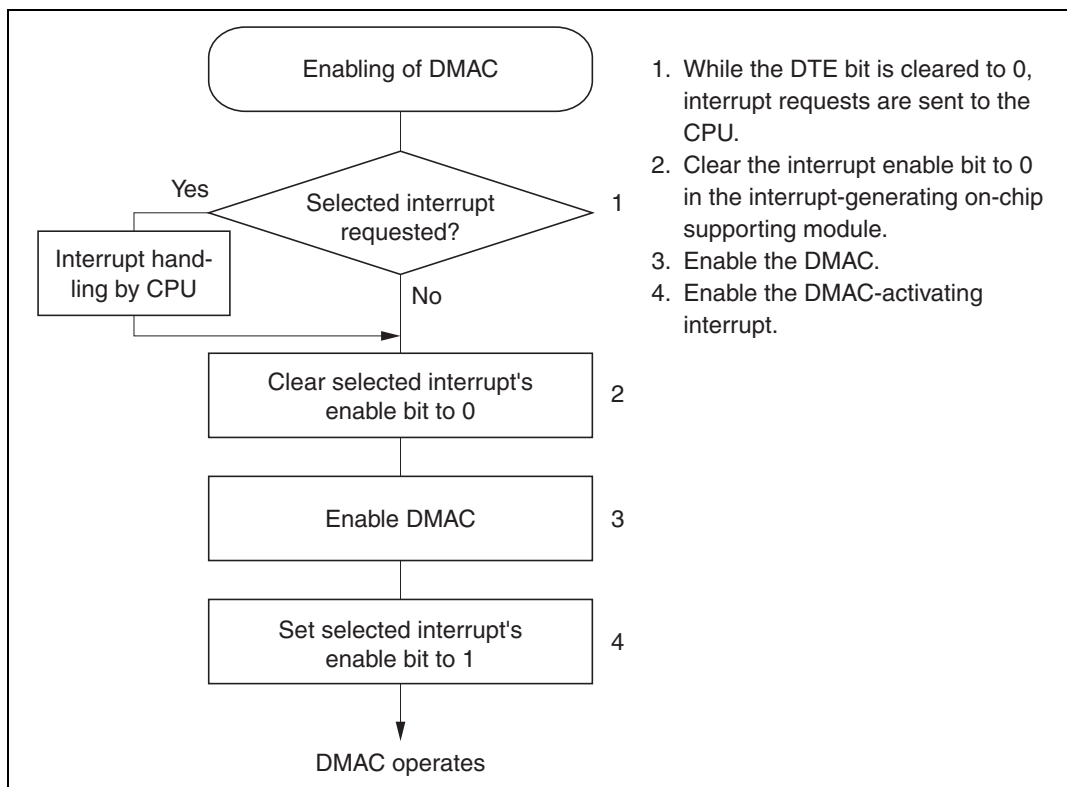 Enabling of DMAC
Yes
Selected interrupt
requested?
1
Interrupt hand-
ling by CPU
No
Clear selected interrupt's
enable bit to 0
2
Enable DMAC
3
Set selected interrupt's
enable bit to 1
4
DMAC operates
1. While the DTE bit is cleared to 0,
interrupt requests are sent to the
CPU.
2. Clear the interrupt enable bit to 0
in the interrupt-generating on-chip
supporting module.
3. Enable the DMAC.
4. Enable the DMAC-activating
interrupt.